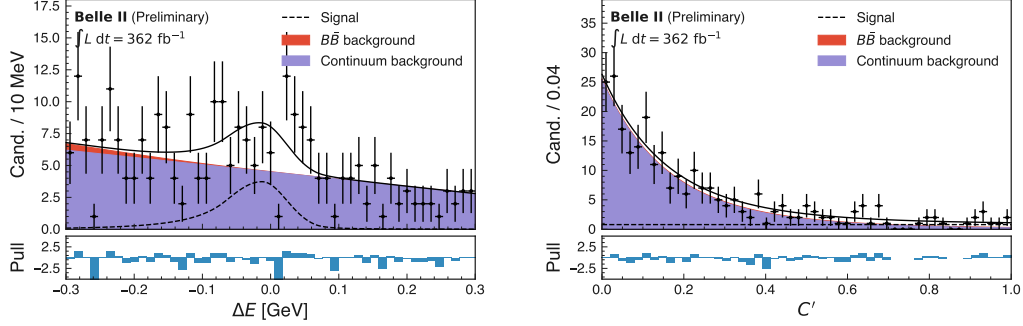 Belle II (Preliminary)
∫ L dt = 362 fb⁻¹
Signal
BB̄ background
Continuum background
Cand. / 10 MeV
17.5
15.0
12.5
10.0
7.5
5.0
2.5
0.0
Pull
2.5
−2.5
−0.3 −0.2 −0.1 0.0 0.1 0.2 0.3
ΔE [GeV]
Belle II (Preliminary)
∫ L dt = 362 fb⁻¹
Signal
BB̄ background
Continuum background
Cand. / 0.04
35
30
25
20
15
10
5
0
Pull
2.5
−2.5
0.0 0.2 0.4 0.6 0.8 1.0
C′